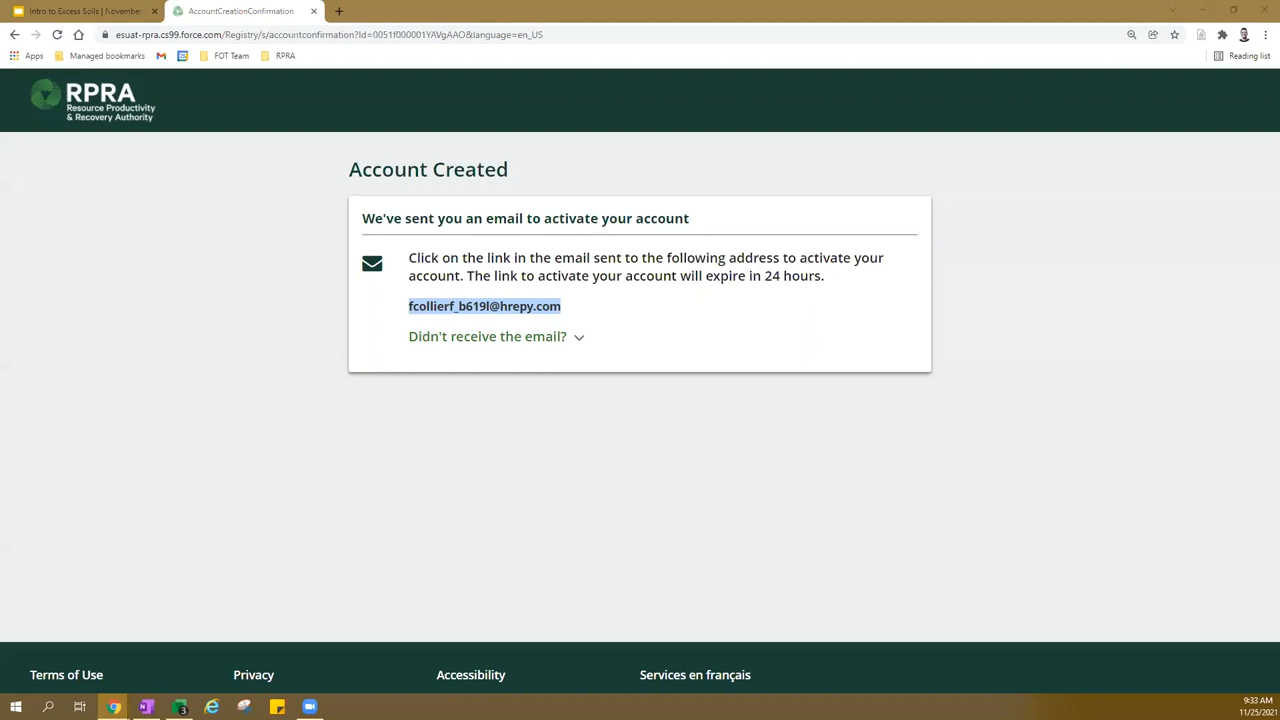 Intro to Excess Soils | November
AccountCreationConfirmation
esuat-rpra.cs99.force.com/Registry/s/accountconfirmation?Id=0051f000001YAVgAAO&language=en_US
Apps
Managed bookmarks
FOT Team
RPRA
Reading list
RPRA
Resource Productivity
& Recovery Authority
Account Created
We've sent you an email to activate your account
Click on the link in the email sent to the following address to activate your
account. The link to activate your account will expire in 24 hours.
fcollierf_b619l@hrepy.com
Didn't receive the email?
Terms of Use
Privacy
Accessibility
Services en français
3
9:33 AM
11/25/2021